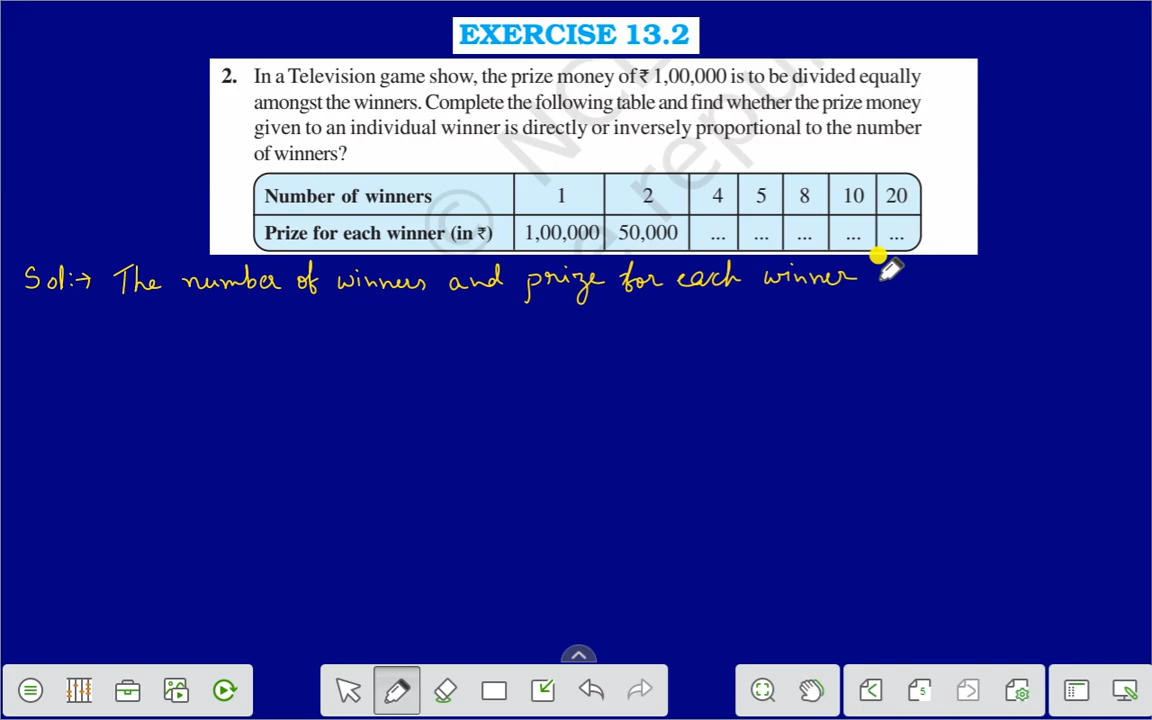 EXERCISE 13.2
2. In a Television game show, the prize money of ₹ 1,00,000 is to be divided equally
amongst the winners. Complete the following table and find whether the prize money
given to an individual winner is directly or inversely proportional to the number
of winners?
Number of winners 1 2 4 5 8 10 20
Prize for each winner (in ₹) 1,00,000 50,000 ... ... ... ... ...
Sol:→ The number of winners and prize for each winner
5